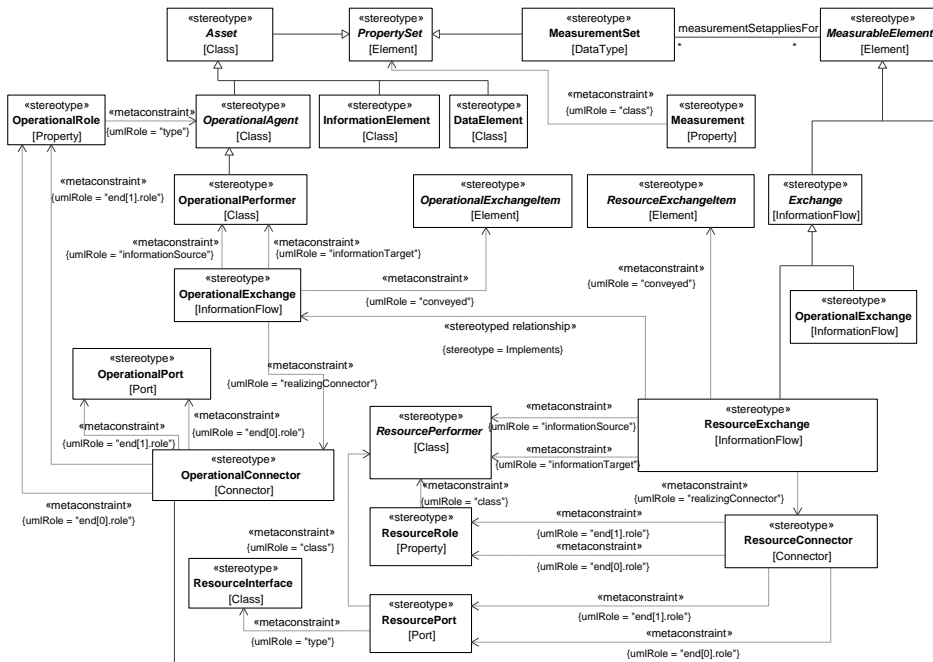 «stereotype»
Asset
[Class]
«stereotype»
PropertySet
[Element]
«stereotype»
MeasurementSet
[DataType]
measurementSetappliesFor
*
*
«stereotype»
MeasurableElement
[Element]
«stereotype»
OperationalRole
[Property]
«metaconstraint»
{umlRole = "type"}
«stereotype»
OperationalAgent
[Class]
«stereotype»
InformationElement
[Class]
«stereotype»
DataElement
[Class]
«metaconstraint»
{umlRole = "class"}
«stereotype»
Measurement
[Property]
«metaconstraint»
{umlRole = "end[1].role"}
«stereotype»
OperationalPerformer
[Class]
«stereotype»
OperationalExchangeItem
[Element]
«stereotype»
ResourceExchangeItem
[Element]
«stereotype»
Exchange
[InformationFlow]
«metaconstraint»
{umlRole = "informationSource"}
«metaconstraint»
{umlRole = "informationTarget"}
«stereotype»
OperationalExchange
[InformationFlow]
«metaconstraint»
{umlRole = "conveyed"}
«metaconstraint»
{umlRole = "conveyed"}
«stereotype»
OperationalExchange
[InformationFlow]
«stereotyped relationship»
{stereotype = Implements}
«stereotype»
OperationalPort
[Port]
«metaconstraint»
{umlRole = "realizingConnector"}
«metaconstraint»
{umlRole = "end[1].role"}
«metaconstraint»
{umlRole = "end[0].role"}
«stereotype»
ResourcePerformer
[Class]
«metaconstraint»
{umlRole = "informationSource"}
«metaconstraint»
{umlRole = "informationTarget"}
«stereotype»
ResourceExchange
[InformationFlow]
«stereotype»
OperationalConnector
[Connector]
«metaconstraint»
{umlRole = "end[0].role"}
«metaconstraint»
{umlRole = "class"}
«metaconstraint»
{umlRole = "realizingConnector"}
«metaconstraint»
{umlRole = "class"}
«stereotype»
ResourceRole
[Property]
«metaconstraint»
{umlRole = "end[1].role"}
«metaconstraint»
{umlRole = "end[0].role"}
«stereotype»
ResourceConnector
[Connector]
«stereotype»
ResourceInterface
[Class]
«metaconstraint»
{umlRole = "type"}
«stereotype»
ResourcePort
[Port]
«metaconstraint»
{umlRole = "end[1].role"}
«metaconstraint»
{umlRole = "end[0].role"}